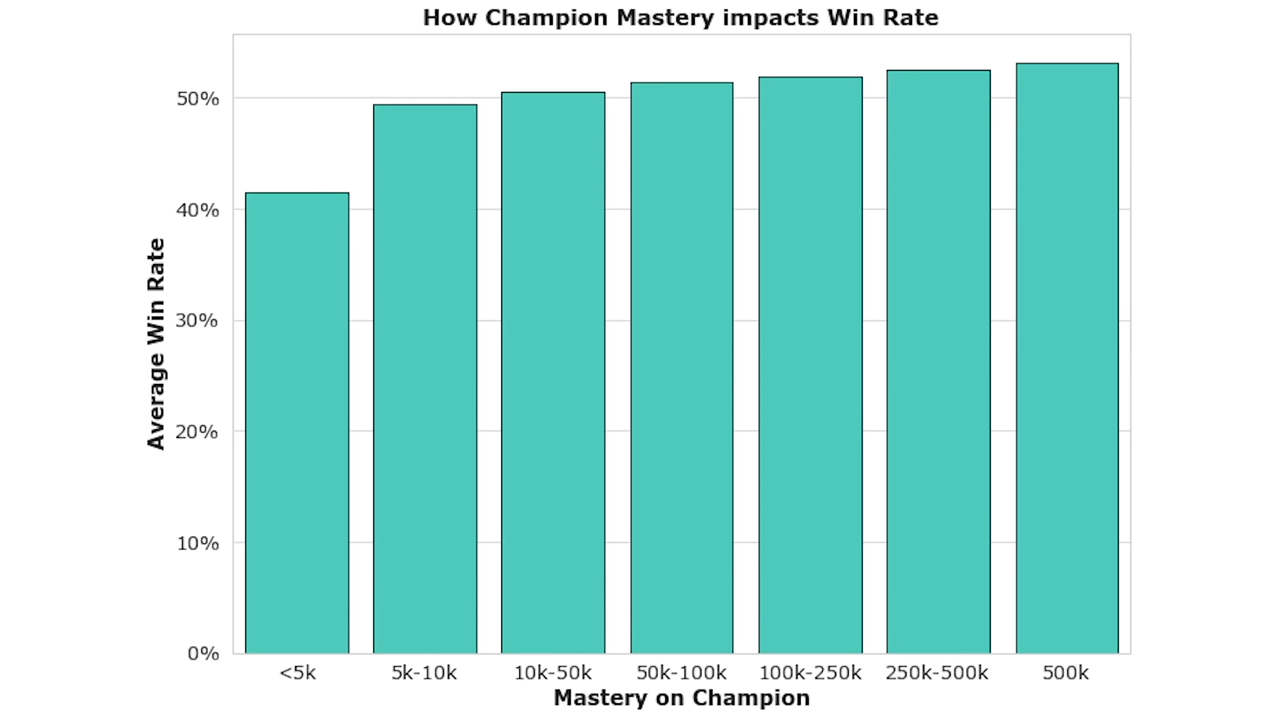 How Champion Mastery impacts Win Rate
Average Win Rate
50%
40%
30%
20%
10%
0%
<5k
5k-10k
10k-50k
50k-100k
100k-250k
250k-500k
500k
Mastery on Champion